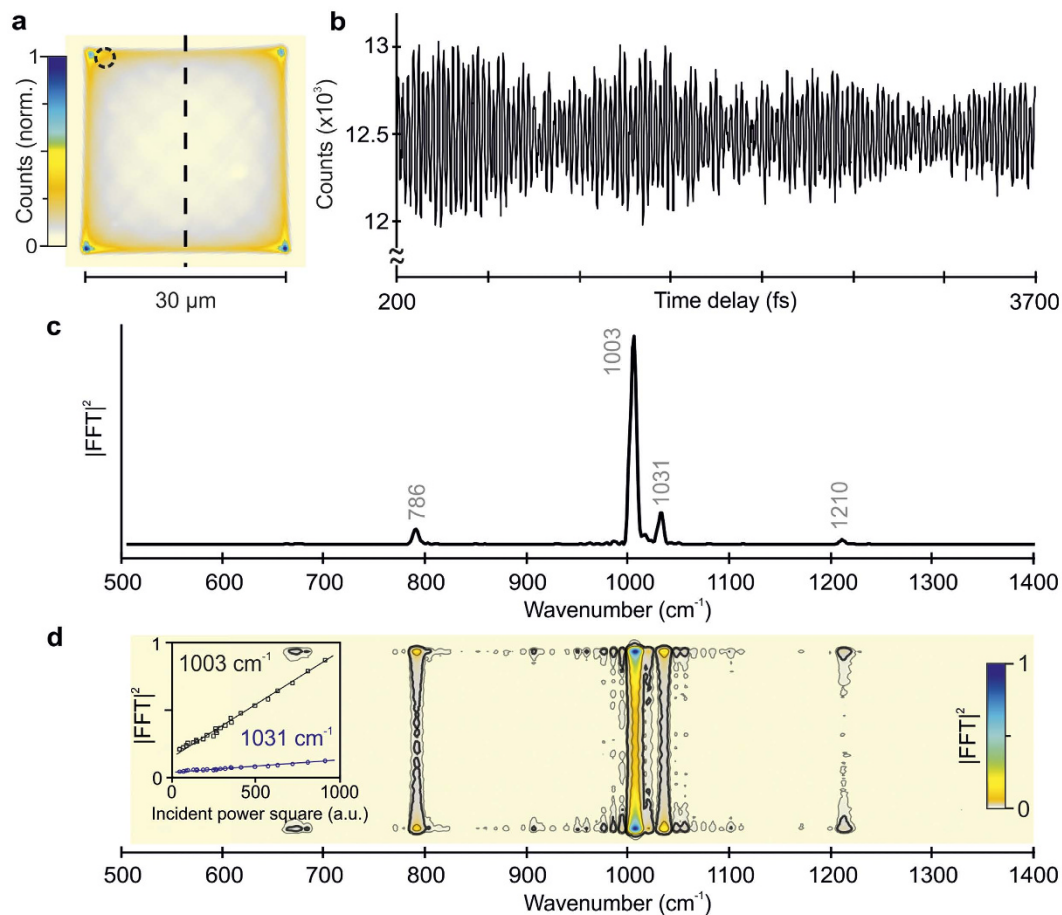 a
Counts (norm.)
1
0
30 µm
b
Counts (x10³)
13
12.5
12
200
Time delay (fs)
3700
c
|FFT|²
786
1003
1031
1210
500 600 700 800 900 1000 1100 1200 1300 1400
Wavenumber (cm⁻¹)
d
|FFT|²
1
0
1003 cm⁻¹
1031 cm⁻¹
0 500 1000
Incident power square (a.u.)
|FFT|²
1
0
500 600 700 800 900 1000 1100 1200 1300 1400
Wavenumber (cm⁻¹)